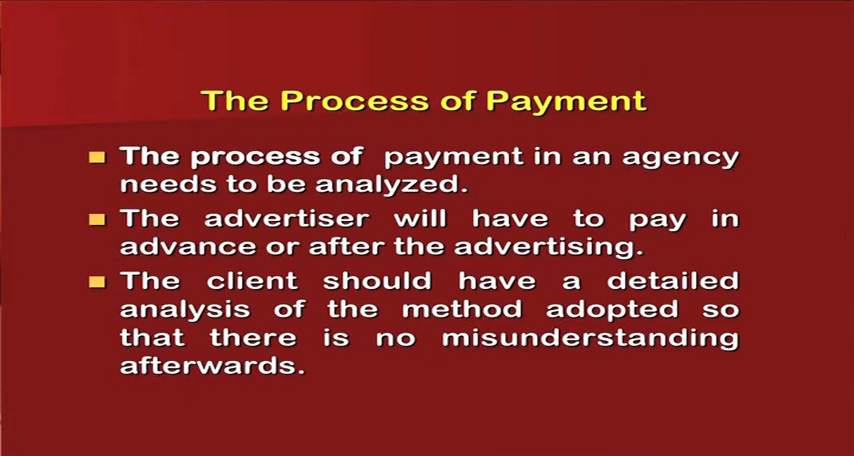 The Process of Payment
The process of payment in an agency
needs to be analyzed.
The advertiser will have to pay in
advance or after the advertising.
The client should have a detailed
analysis of the method adopted so
that there is no misunderstanding
afterwards.